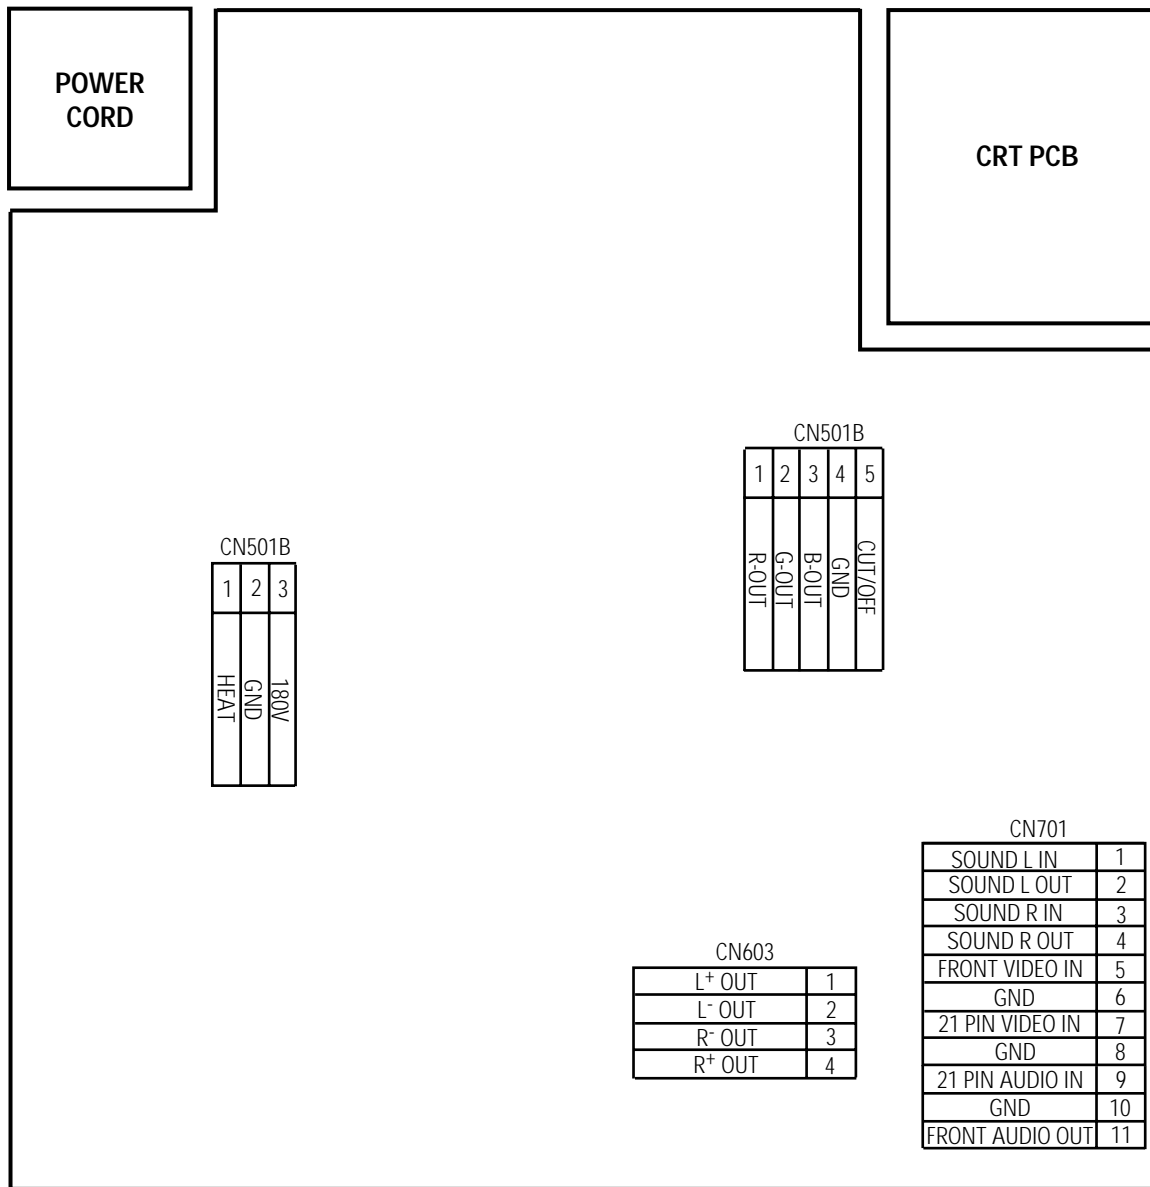 POWER
CORD
CRT PCB
CN501B
1 2 3 4 5
R-OUT
G-OUT
B-OUT
GND
CUT/OFF
CN501B
1 2 3
HEAT
GND
180V
CN701
SOUND L IN 1
SOUND L OUT 2
SOUND R IN 3
SOUND R OUT 4
FRONT VIDEO IN 5
GND 6
21 PIN VIDEO IN 7
GND 8
21 PIN AUDIO IN 9
GND 10
FRONT AUDIO OUT 11
CN603
L+ OUT 1
L- OUT 2
R- OUT 3
R+ OUT 4